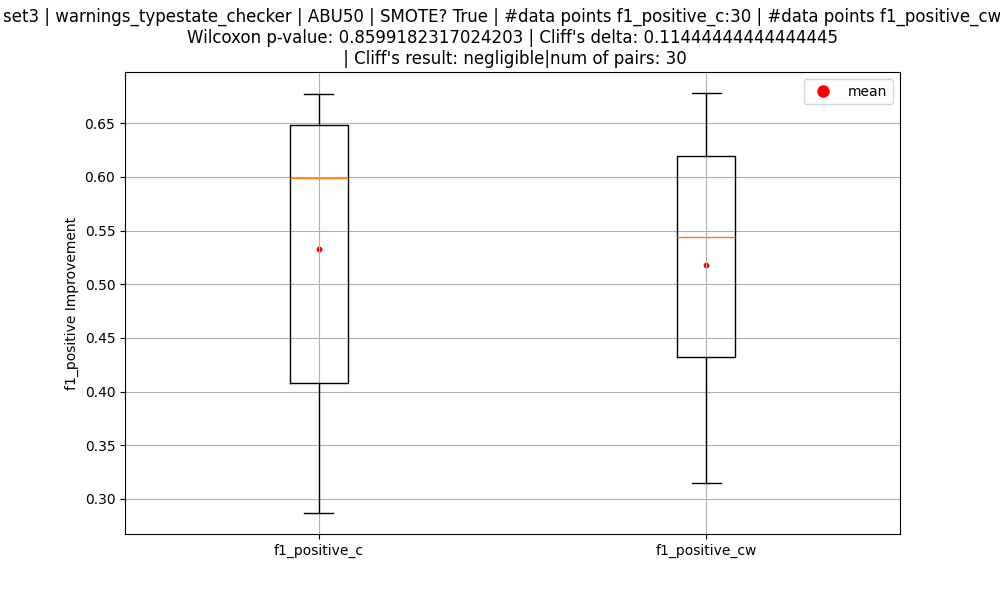 set3 | warnings_typestate_checker | ABU50 | SMOTE? True | #data points f1_positive_c:30 | #data points f1_positive_cw
Wilcoxon p-value: 0.8599182317024203 | Cliff's delta: 0.11444444444444445
| Cliff's result: negligible|num of pairs: 30
mean
0.65
0.60
0.55
0.50
0.45
0.40
0.35
0.30
f1_positive Improvement
f1_positive_c
f1_positive_cw